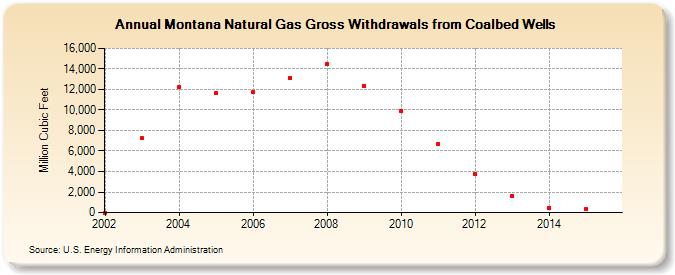 Annual Montana Natural Gas Gross Withdrawals from Coalbed Wells
Million Cubic Feet
16,000
14,000
12,000
10,000
8,000
6,000
4,000
2,000
0
2002 2004 2006 2008 2010 2012 2014
Source: U.S. Energy Information Administration